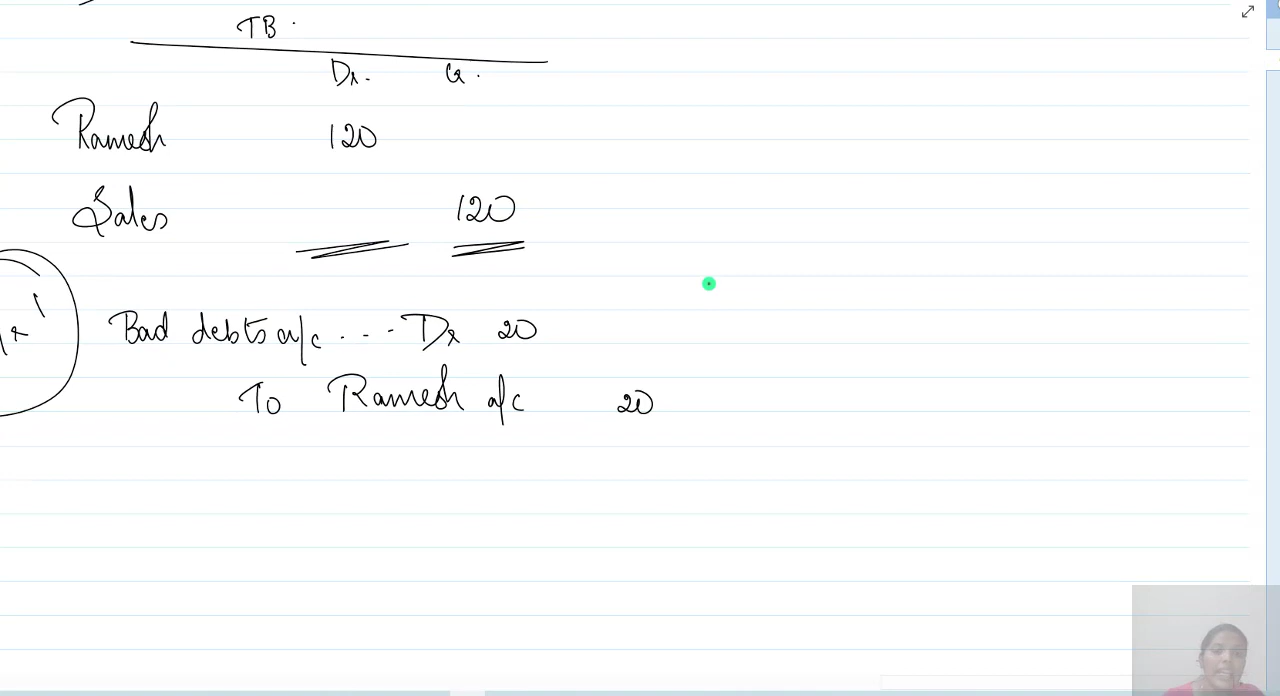 TB.
Dr. Cr.
Ramesh 120
Sales 120
Bad debts a/c ... Dr 20
To Ramesh a/c 20